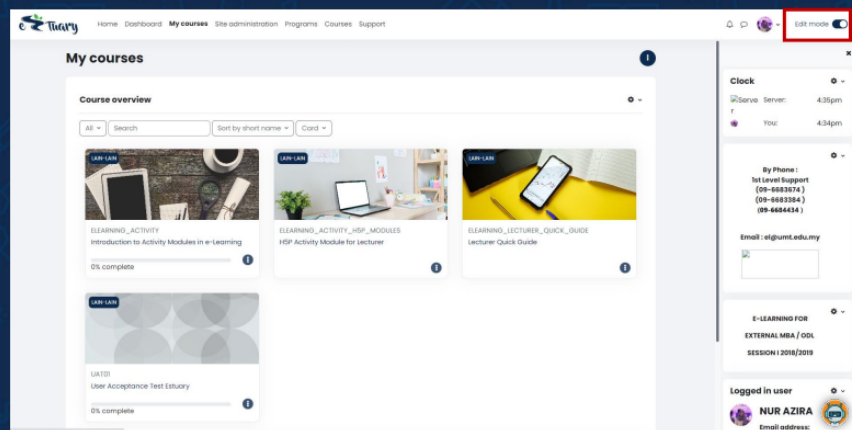 e Tuary
Home Dashboard My courses Site administration Programs Courses Support
Edit mode
My courses
Course overview
All Search Sort by short name Card
LAIN-LAIN
ELEARNING_ACTIVITY
Introduction to Activity Modules in e-Learning
0% complete
LAIN-LAIN
ELEARNING_ACTIVITY_H5P_MODULES
H5P Activity Module for Lecturer
LAIN-LAIN
ELEARNING_LECTURER_QUICK_GUIDE
Lecturer Quick Guide
LAIN-LAIN
UAT01
User Acceptance Test Estuary
0% complete
Clock
Server Server: 4:35pm
You: 4:34pm
By Phone :
1st Level Support
(09-6683674 )
(09-6683384 )
(09-6684434 )
Email : el@umt.edu.my
E-LEARNING FOR
EXTERNAL MBA / ODL
SESSION I 2018/2019
Logged in user
NUR AZIRA
Email address: